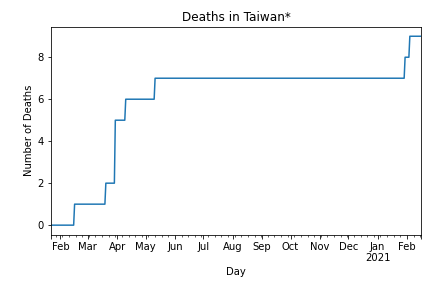 Deaths in Taiwan*
Number of Deaths
8
6
4
2
0
Feb Mar Apr May Jun Jul Aug Sep Oct Nov Dec Jan Feb
2021
Day